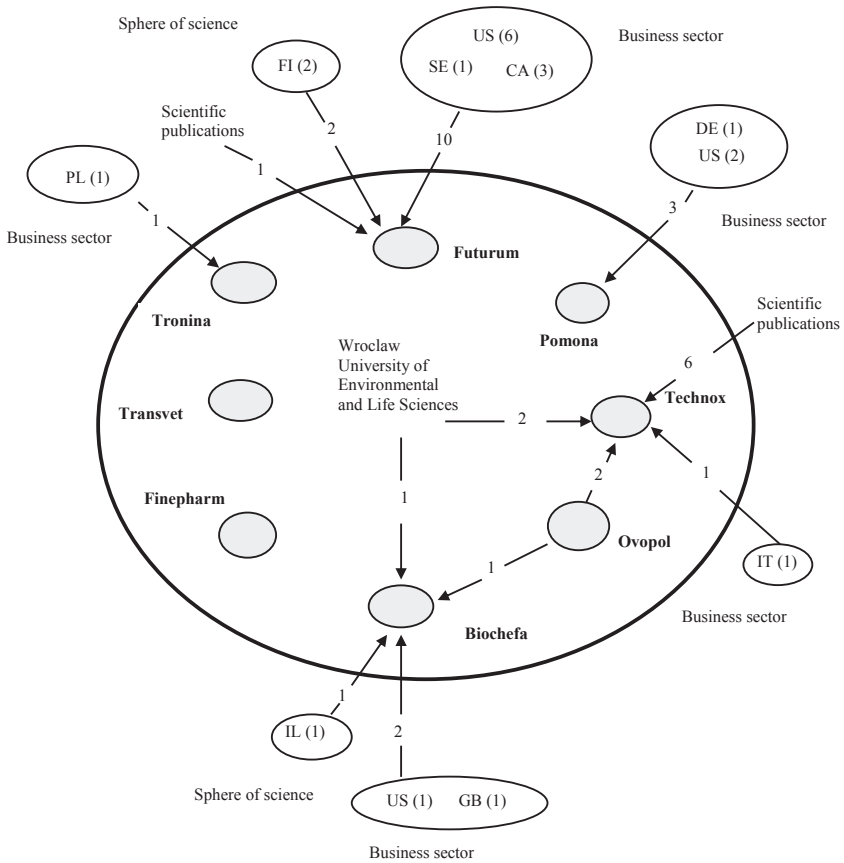 Sphere of science
FI (2)
US (6)
SE (1) CA (3)
Business sector
Scientific
publications
2
10
1
DE (1)
US (2)
PL (1)
3
Business sector
1
Business sector
Futurum
Tronina
Pomona
Scientific
publications
Wroclaw
University of
Environmental
and Life Sciences
6
Technox
Transvet
2
2
1
Finepharm
1
Ovopol
IT (1)
1
Business sector
Biochefa
1
IL (1)
2
Sphere of science
US (1) GB (1)
Business sector